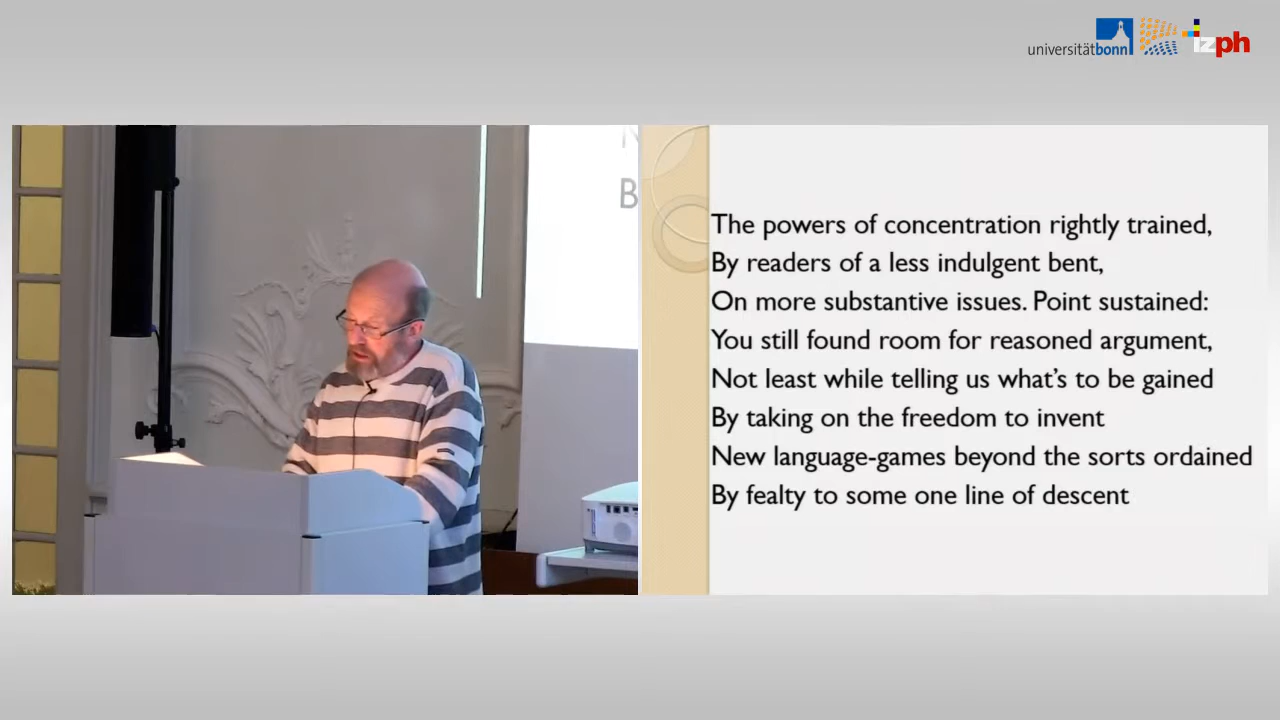 universitätbonn
izph
N
B
The powers of concentration rightly trained,
By readers of a less indulgent bent,
On more substantive issues. Point sustained:
You still found room for reasoned argument,
Not least while telling us what’s to be gained
By taking on the freedom to invent
New language-games beyond the sorts ordained
By fealty to some one line of descent